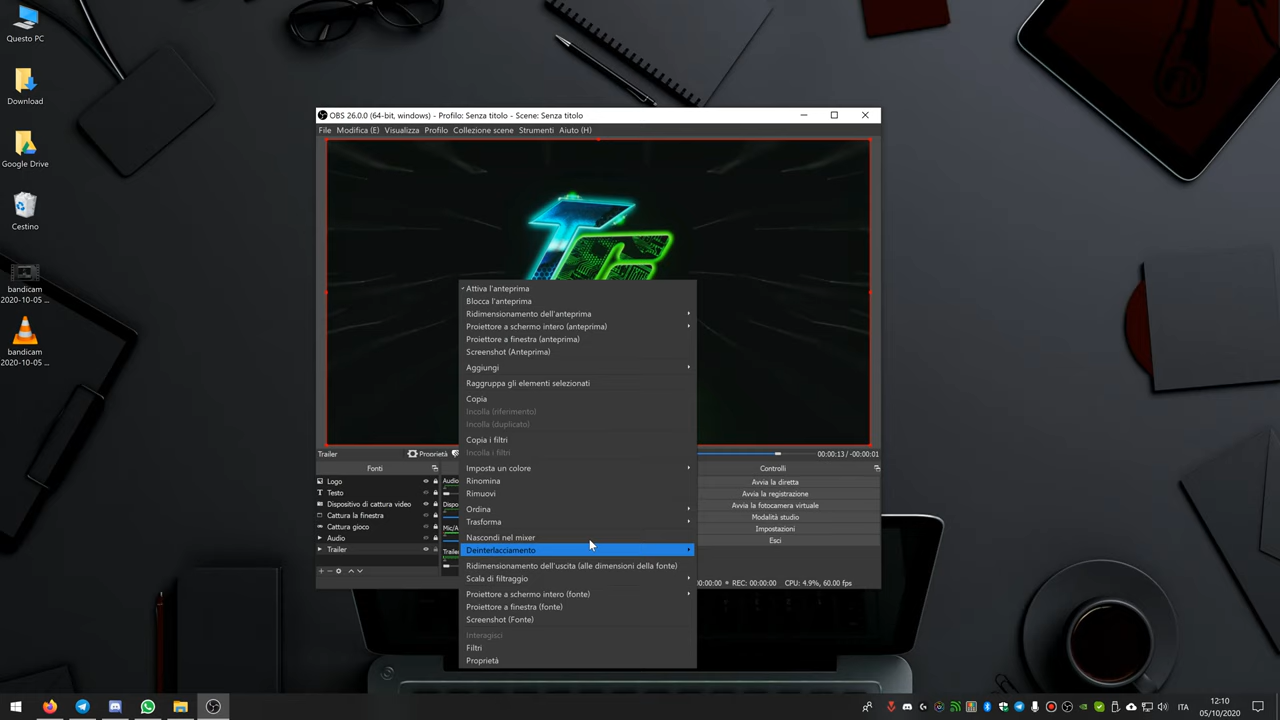 Questo PC
Download
Google Drive
Cestino
bandicam
2020-10-05 ...
bandicam
2020-10-05 ...
OBS 26.0.0 (64-bit, windows) - Profilo: Senza titolo - Scene: Senza titolo
File Modifica (E) Visualizza Profilo Collezione scene Strumenti Aiuto (H)
Attiva l'anteprima
Blocca l'anteprima
Ridimensionamento dell'anteprima
Proiettore a schermo intero (anteprima)
Proiettore a finestra (anteprima)
Screenshot (Anteprima)
Aggiungi
Raggruppa gli elementi selezionati
Copia
Incolla (riferimento)
Incolla (duplicato)
Copia i filtri
Incolla i filtri
Imposta un colore
Rinomina
Rimuovi
Ordina
Trasforma
Nascondi nel mixer
Deinterlacciamento
Ridimensionamento dell'uscita (alle dimensioni della fonte)
Scala di filtraggio
Proiettore a schermo intero (fonte)
Proiettore a finestra (fonte)
Screenshot (Fonte)
Interagisci
Filtri
Proprietà
Trailer Proprietà
00:00:13 / -00:00:01
Fonti
Logo
Testo
Dispositivo di cattura video
Cattura la finestra
Cattura gioco
Audio
Trailer
Audio
Dispo
Mic/A
Trailer
Controlli
Avvia la diretta
Avvia la registrazione
Avvia la fotocamera virtuale
Modalità studio
Impostazioni
Esci
00:00:00 REC: 00:00:00 CPU: 4.9%, 60.00 fps
ITA
12:10
05/10/2020